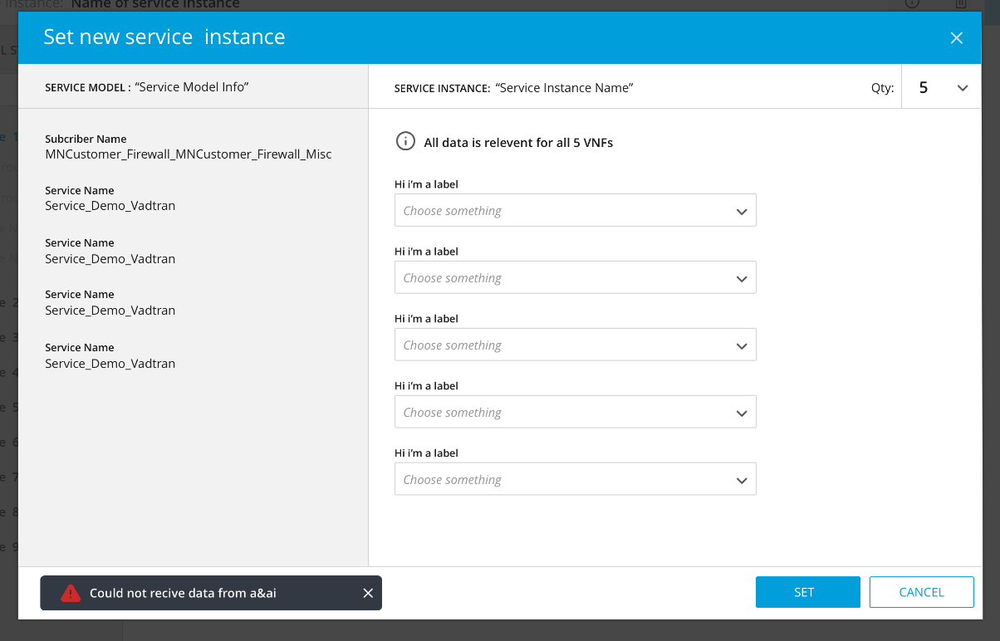 Instance: Name of service instance
Set new service instance
SERVICE MODEL : “Service Model Info”
SERVICE INSTANCE: “Service Instance Name”
Qty: 5
Subcriber Name
MNCustomer_Firewall_MNCustomer_Firewall_Misc
Service Name
Service_Demo_Vadtran
Service Name
Service_Demo_Vadtran
Service Name
Service_Demo_Vadtran
Service Name
Service_Demo_Vadtran
All data is relevent for all 5 VNFs
Hi i’m a label
Choose something
Hi i’m a label
Choose something
Hi i’m a label
Choose something
Hi i’m a label
Choose something
Hi i’m a label
Choose something
Could not recive data from a&ai
SET
CANCEL